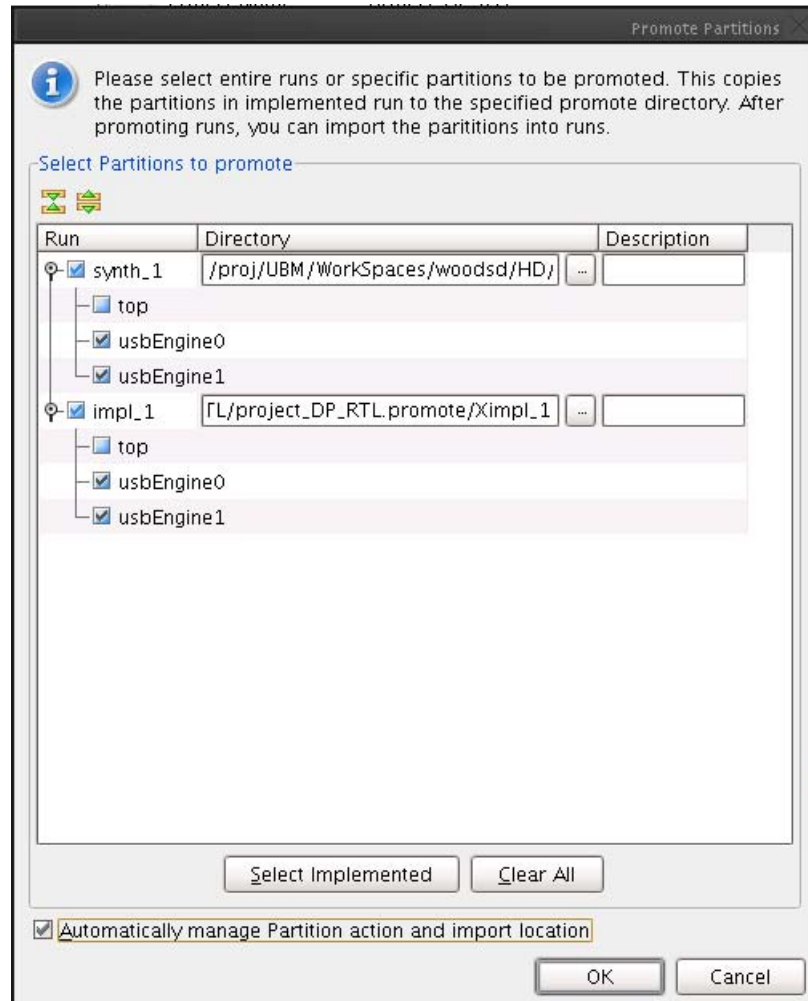 Promote Partitions
Please select entire runs or specific partitions to be promoted. This copies
the partitions in implemented run to the specified promote directory. After
promoting runs, you can import the parititions into runs.
Select Partitions to promote
Run Directory Description
synth_1 /proj/UBM/WorkSpaces/woodsd/HD/ ...
top
usbEngine0
usbEngine1
impl_1 TL/project_DP_RTL.promote/Ximpl_1 ...
top
usbEngine0
usbEngine1
Select Implemented Clear All
Automatically manage Partition action and import location
OK Cancel